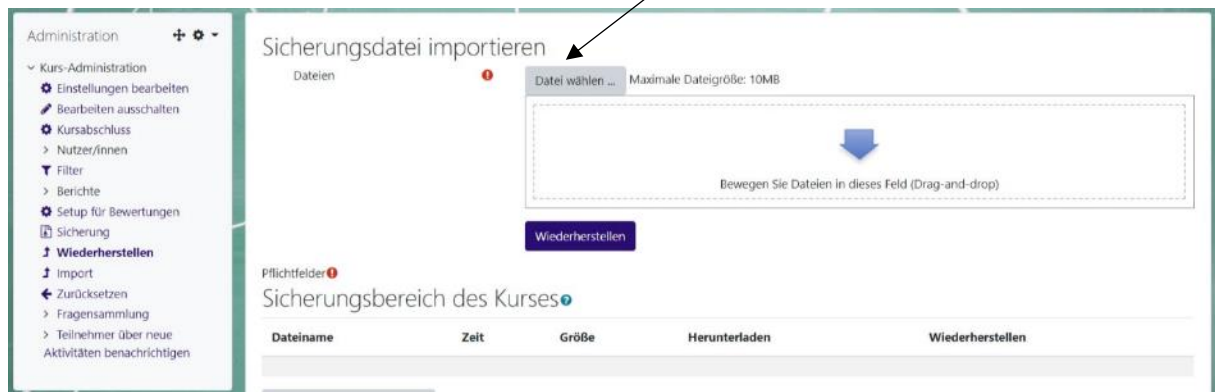 Administration
Kurs-Administration
Einstellungen bearbeiten
Bearbeiten ausschalten
Kursabschluss
Nutzer/innen
Filter
Berichte
Setup für Bewertungen
Sicherung
Wiederherstellen
Import
Zurücksetzen
Fragensammlung
Teilnehmer über neue
Aktivitäten benachrichtigen
Sicherungsdatei importieren
Dateien
Datei wählen ... Maximale Dateigröße: 10MB
Bewegen Sie Dateien in dieses Feld (Drag-and-drop)
Wiederherstellen
Pflichtfelder
Sicherungsbereich des Kurses
Dateiname Zeit Größe Herunterladen Wiederherstellen